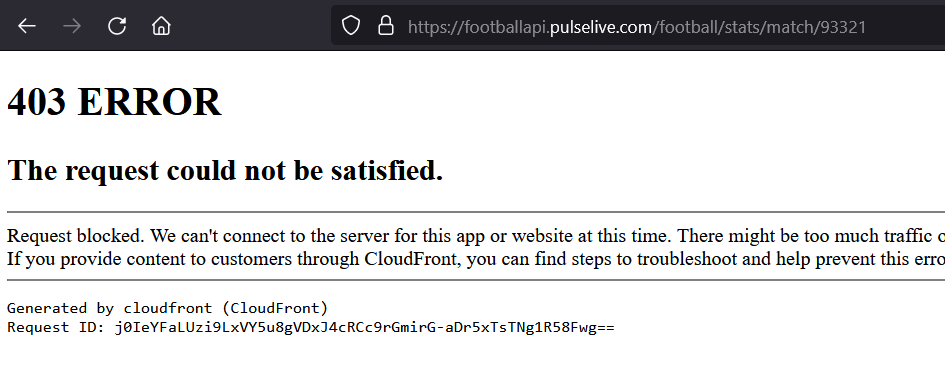 https://footballapi.pulselive.com/football/stats/match/93321
403 ERROR
The request could not be satisfied.
Request blocked. We can't connect to the server for this app or website at this time. There might be too much traffic o
If you provide content to customers through CloudFront, you can find steps to troubleshoot and help prevent this erro
Generated by cloudfront (CloudFront)
Request ID: j0IeYFaLUzi9LxVY5u8gVDxJ4cRCc9rGmirG-aDr5xTsTNg1R58Fwg==